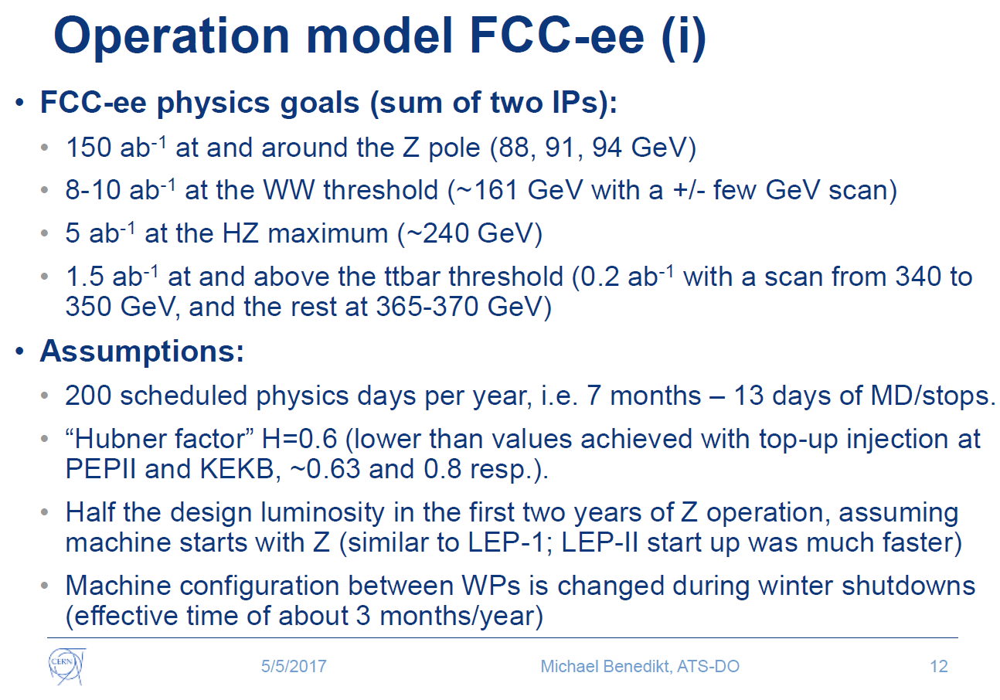 Operation model FCC-ee (i)
• FCC-ee physics goals (sum of two IPs):
• 150 ab-1 at and around the Z pole (88, 91, 94 GeV)
• 8-10 ab-1 at the WW threshold (~161 GeV with a +/- few GeV scan)
• 5 ab-1 at the HZ maximum (~240 GeV)
• 1.5 ab-1 at and above the ttbar threshold (0.2 ab-1 with a scan from 340 to
350 GeV, and the rest at 365-370 GeV)
• Assumptions:
• 200 scheduled physics days per year, i.e. 7 months – 13 days of MD/stops.
• “Hubner factor” H=0.6 (lower than values achieved with top-up injection at
PEPII and KEKB, ~0.63 and 0.8 resp.).
• Half the design luminosity in the first two years of Z operation, assuming
machine starts with Z (similar to LEP-1; LEP-II start up was much faster)
• Machine configuration between WPs is changed during winter shutdowns
(effective time of about 3 months/year)
CERN
5/5/2017
Michael Benedikt, ATS-DO
12